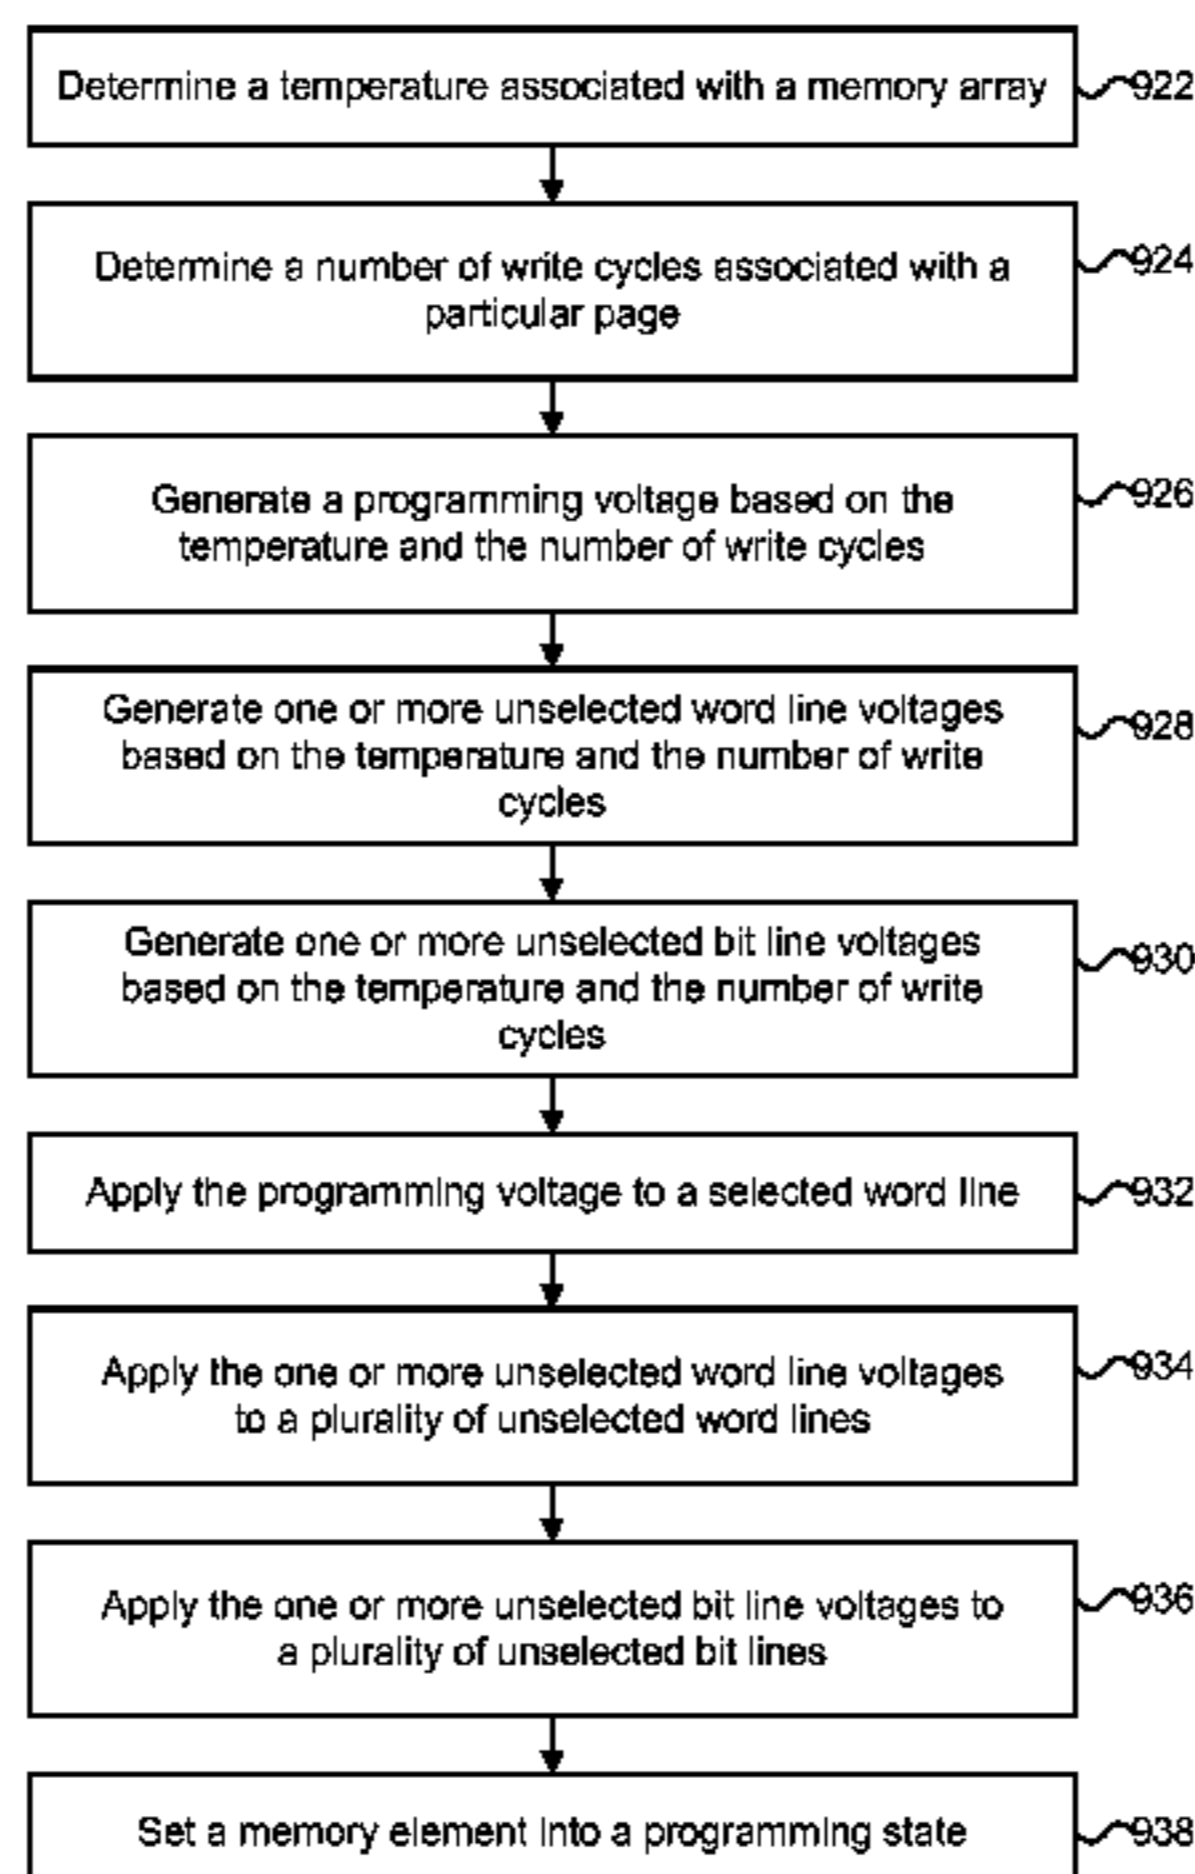 Determine a temperature associated with a memory array
922
Determine a number of write cycles associated with a
particular page
924
Generate a programming voltage based on the
temperature and the number of write cycles
926
Generate one or more unselected word line voltages
based on the temperature and the number of write
cycles
928
Generate one or more unselected bit line voltages
based on the temperature and the number of write
cycles
930
Apply the programming voltage to a selected word line
932
Apply the one or more unselected word line voltages
to a plurality of unselected word lines
934
Apply the one or more unselected bit line voltages to
a plurality of unselected bit lines
936
Set a memory element into a programming state
938